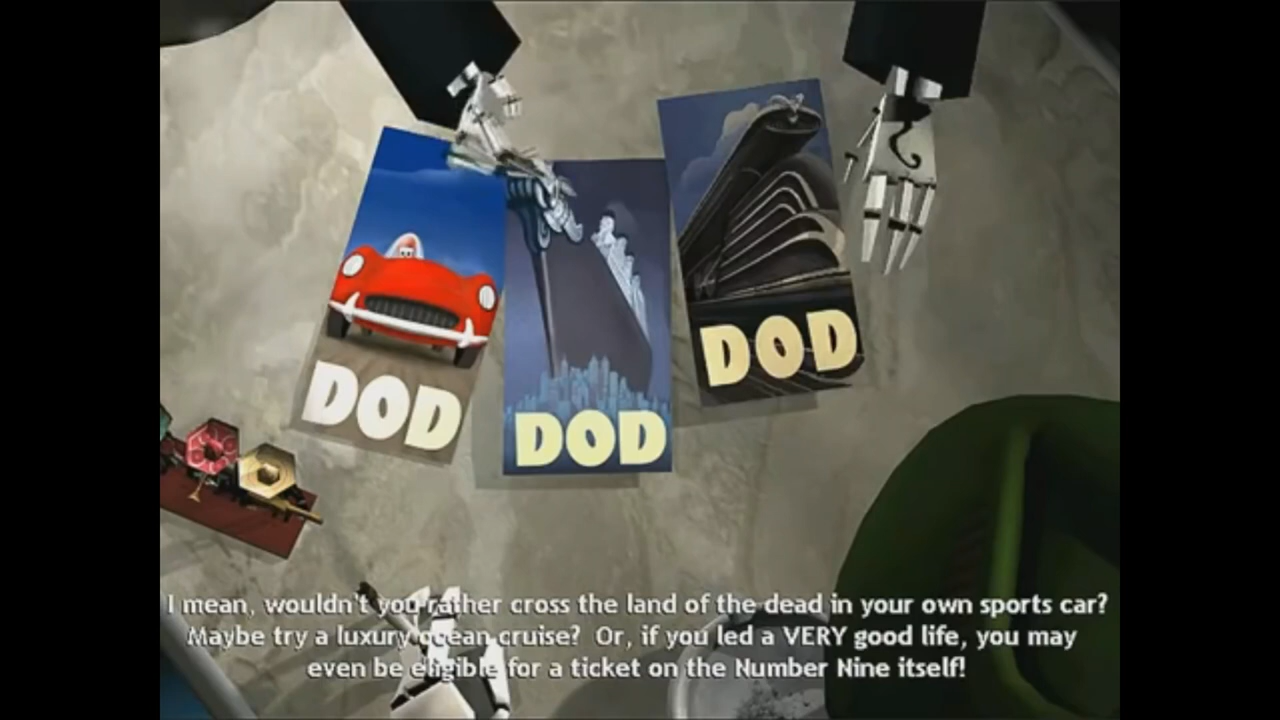 DOD
DOD
DOD
I mean, wouldn't you rather cross the land of the dead in your own sports car?
Maybe try a luxury ocean cruise? Or, if you led a VERY good life, you may
even be eligible for a ticket on the Number Nine itself!